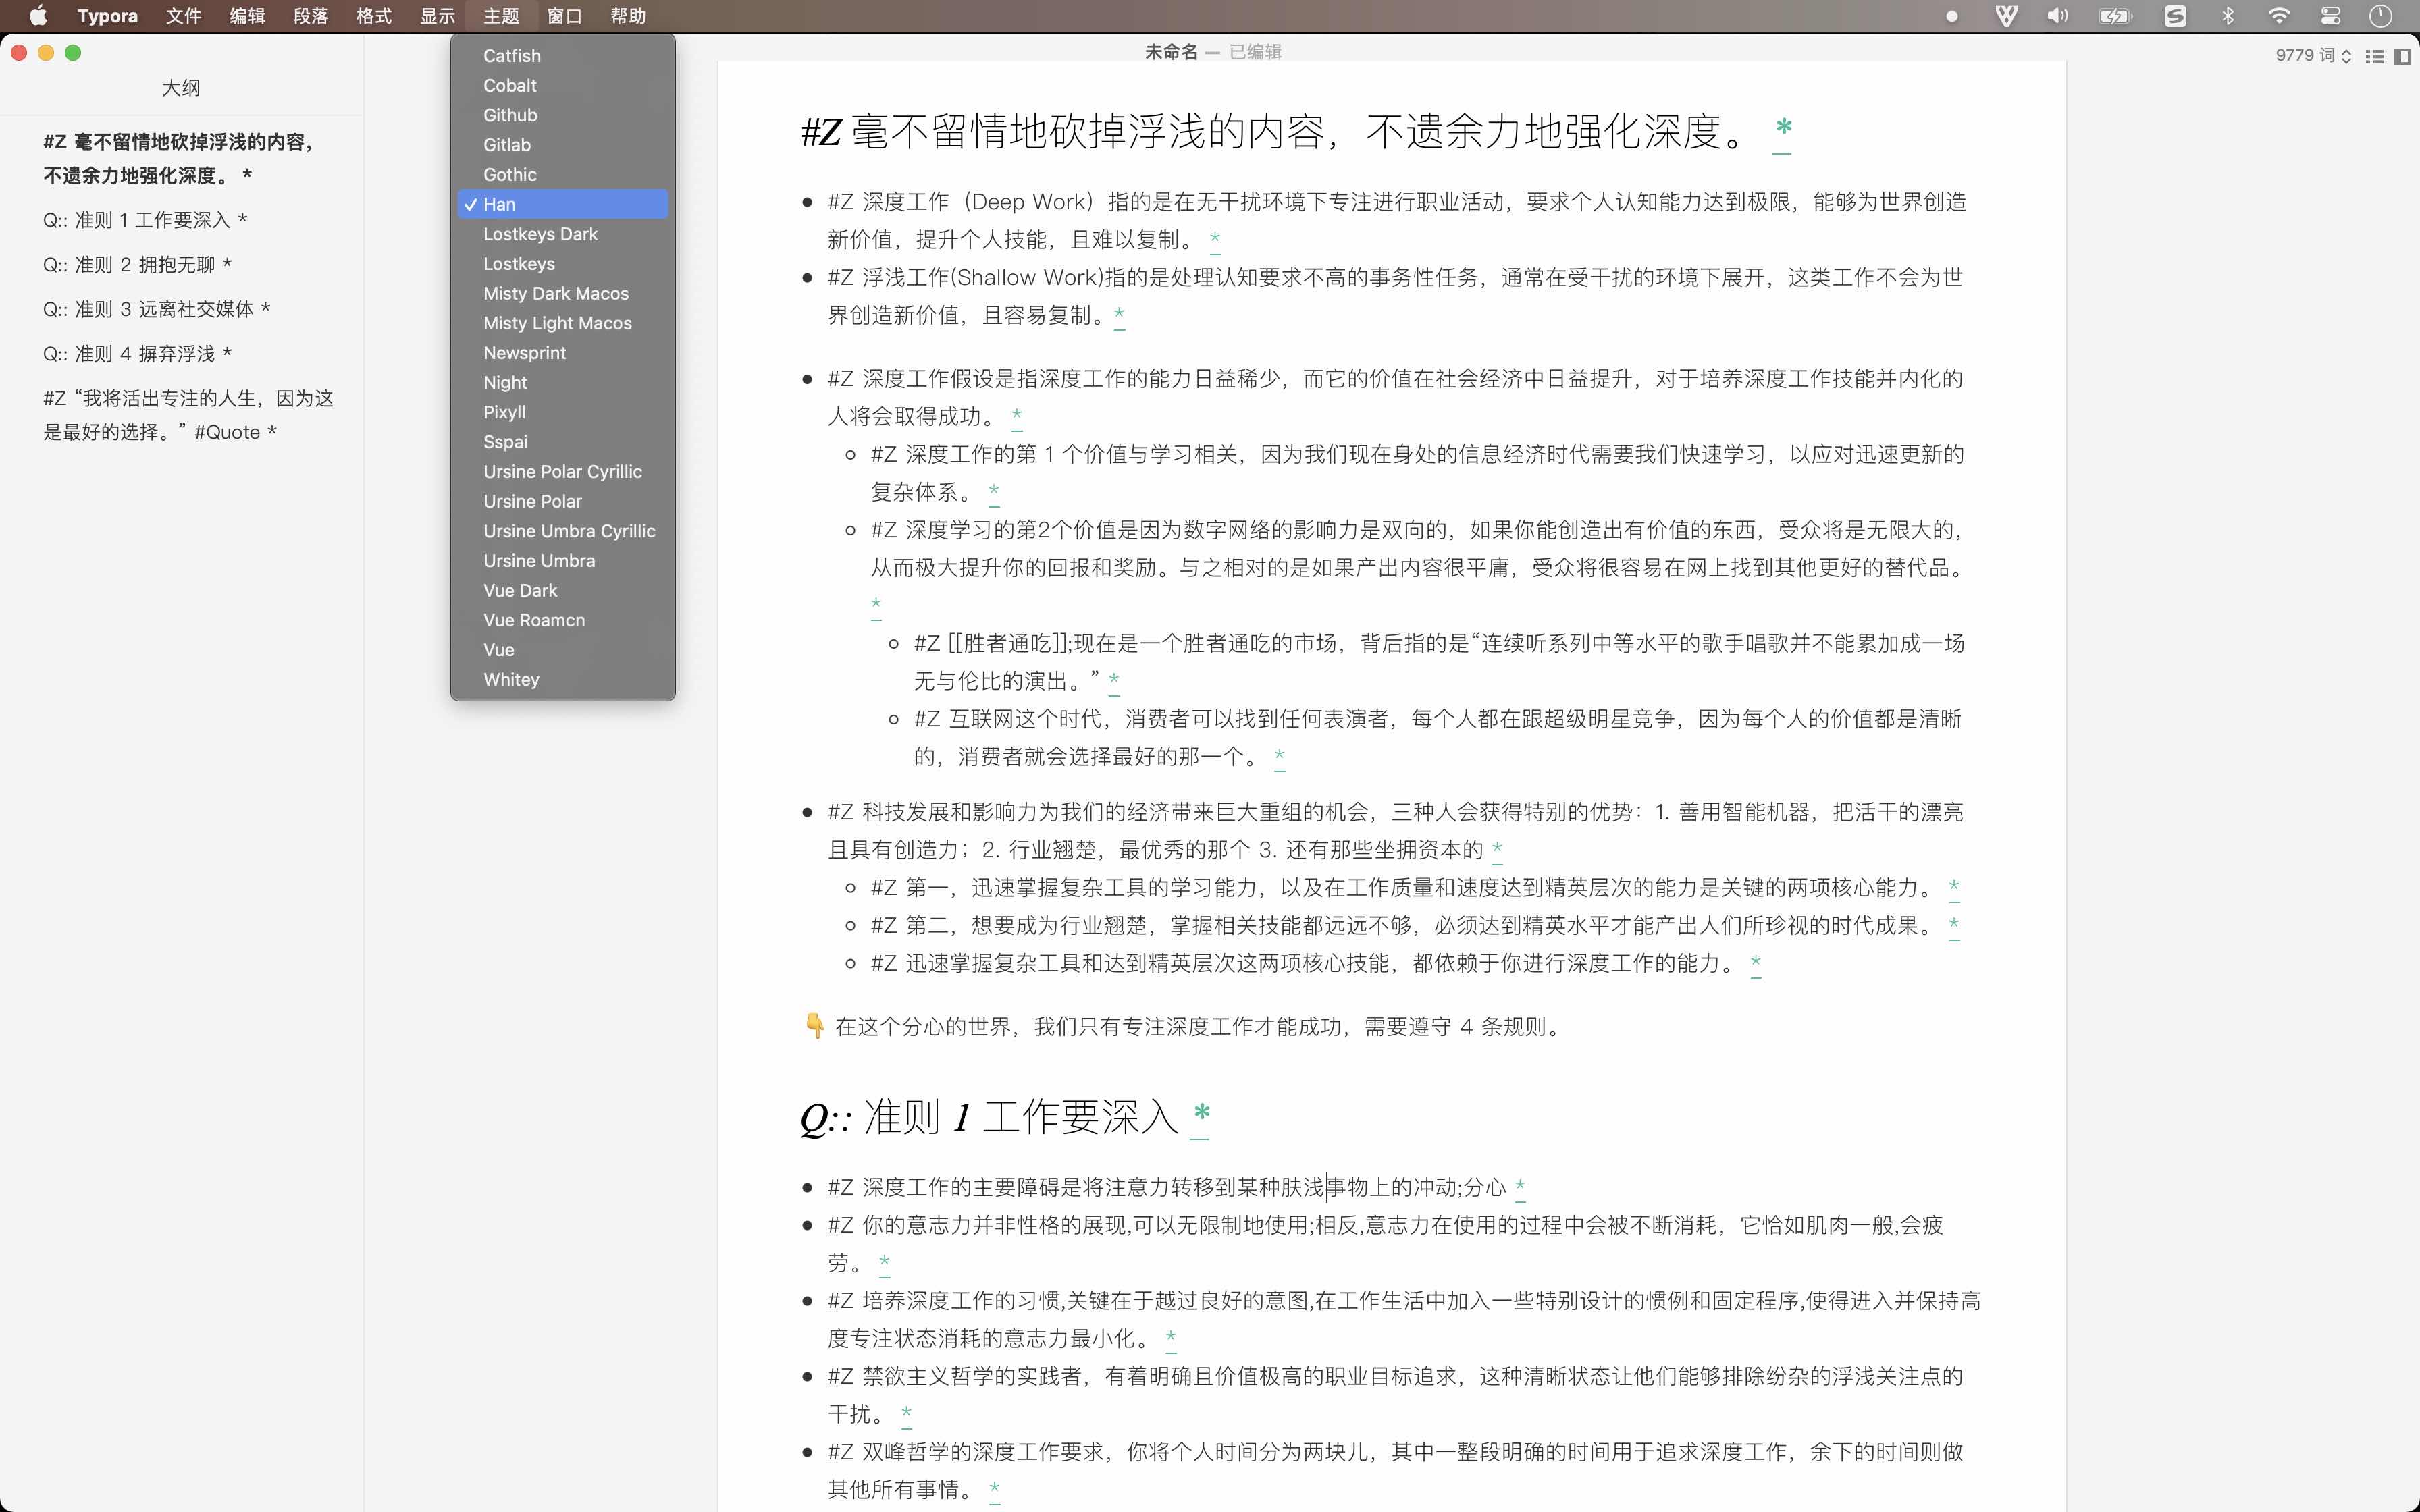 Typora 文件 编辑 段落 格式 显示 主题 窗口 帮助
未命名 — 已编辑
9779 词
大纲
#Z 毫不留情地砍掉浮浅的内容，
不遗余力地强化深度。 *
Q:: 准则 1 工作要深入 *
Q:: 准则 2 拥抱无聊 *
Q:: 准则 3 远离社交媒体 *
Q:: 准则 4 摒弃浮浅 *
#Z “我将活出专注的人生，因为这
是最好的选择。” #Quote *
Catfish
Cobalt
Github
Gitlab
Gothic
✓ Han
Lostkeys Dark
Lostkeys
Misty Dark Macos
Misty Light Macos
Newsprint
Night
Pixyll
Sspai
Ursine Polar Cyrillic
Ursine Polar
Ursine Umbra Cyrillic
Ursine Umbra
Vue Dark
Vue Roamcn
Vue
Whitey
#Z 毫不留情地砍掉浮浅的内容，不遗余力地强化深度。 *
• #Z 深度工作（Deep Work）指的是在无干扰环境下专注进行职业活动，要求个人认知能力达到极限，能够为世界创造
新价值，提升个人技能，且难以复制。 *
• #Z 浮浅工作(Shallow Work)指的是处理认知要求不高的事务性任务，通常在受干扰的环境下展开，这类工作不会为世
界创造新价值，且容易复制。*
• #Z 深度工作假设是指深度工作的能力日益稀少，而它的价值在社会经济中日益提升，对于培养深度工作技能并内化的
人将会取得成功。 *
◦ #Z 深度工作的第 1 个价值与学习相关，因为我们现在身处的信息经济时代需要我们快速学习，以应对迅速更新的
复杂体系。 *
◦ #Z 深度学习的第2个价值是因为数字网络的影响力是双向的，如果你能创造出有价值的东西，受众将是无限大的，
从而极大提升你的回报和奖励。与之相对的是如果产出内容很平庸，受众将很容易在网上找到其他更好的替代品。
*
◦ #Z [[胜者通吃]];现在是一个胜者通吃的市场，背后指的是“连续听系列中等水平的歌手唱歌并不能累加成一场
无与伦比的演出。” *
◦ #Z 互联网这个时代，消费者可以找到任何表演者，每个人都在跟超级明星竞争，因为每个人的价值都是清晰
的，消费者就会选择最好的那一个。 *
• #Z 科技发展和影响力为我们的经济带来巨大重组的机会，三种人会获得特别的优势：1. 善用智能机器，把活干的漂亮
且具有创造力；2. 行业翘楚，最优秀的那个 3. 还有那些坐拥资本的 *
◦ #Z 第一，迅速掌握复杂工具的学习能力，以及在工作质量和速度达到精英层次的能力是关键的两项核心能力。 *
◦ #Z 第二，想要成为行业翘楚，掌握相关技能都远远不够，必须达到精英水平才能产出人们所珍视的时代成果。 *
◦ #Z 迅速掌握复杂工具和达到精英层次这两项核心技能，都依赖于你进行深度工作的能力。 *
👇 在这个分心的世界，我们只有专注深度工作才能成功，需要遵守 4 条规则。
Q:: 准则 1 工作要深入 *
• #Z 深度工作的主要障碍是将注意力转移到某种肤浅事物上的冲动;分心 *
• #Z 你的意志力并非性格的展现,可以无限制地使用;相反,意志力在使用的过程中会被不断消耗，它恰如肌肉一般,会疲
劳。 *
• #Z 培养深度工作的习惯,关键在于越过良好的意图,在工作生活中加入一些特别设计的惯例和固定程序,使得进入并保持高
度专注状态消耗的意志力最小化。 *
• #Z 禁欲主义哲学的实践者，有着明确且价值极高的职业目标追求，这种清晰状态让他们能够排除纷杂的浮浅关注点的
干扰。 *
• #Z 双峰哲学的深度工作要求，你将个人时间分为两块儿，其中一整段明确的时间用于追求深度工作，余下的时间则做
其他所有事情。 *